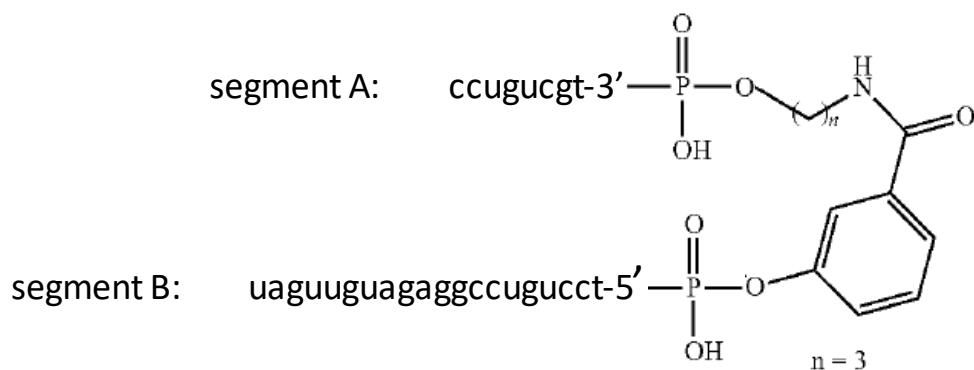 O
H
segment A: ccugucgt-3’ P O ( )n N
OH O
O
segment B: uaguuguagaggccugucct-5’ P O
OH
n = 3